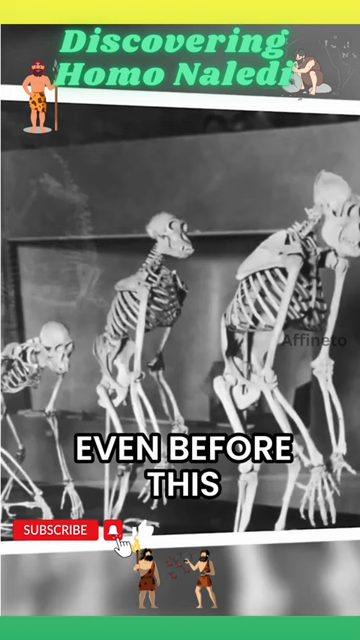 Discovering
Homo Naledi
Affineto
EVEN BEFORE
THIS
SUBSCRIBE